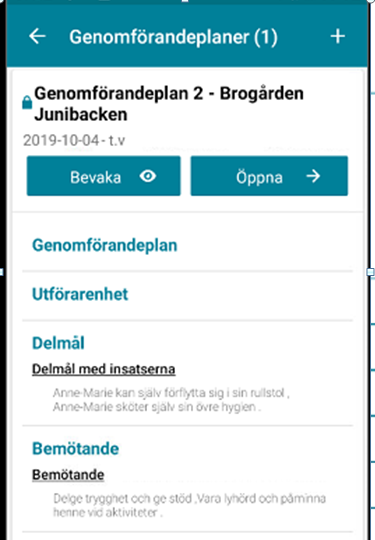 Genomförandeplaner (1)
Genomförandeplan 2 - Brogården
Junibacken
2019-10-04- t.v
Bevaka
Öppna
Genomförandeplan
Utförarenhet
Delmål
Delmål med insatserna
Anne-Marie kan själv förflytta sig i sin rullstol ,
Anne-Marie sköter själv sin övre hygien .
Bemötande
Bemötande
Delge trygghet och ge stöd ,Vara lyhörd och påminna
henne vid aktiviteter .